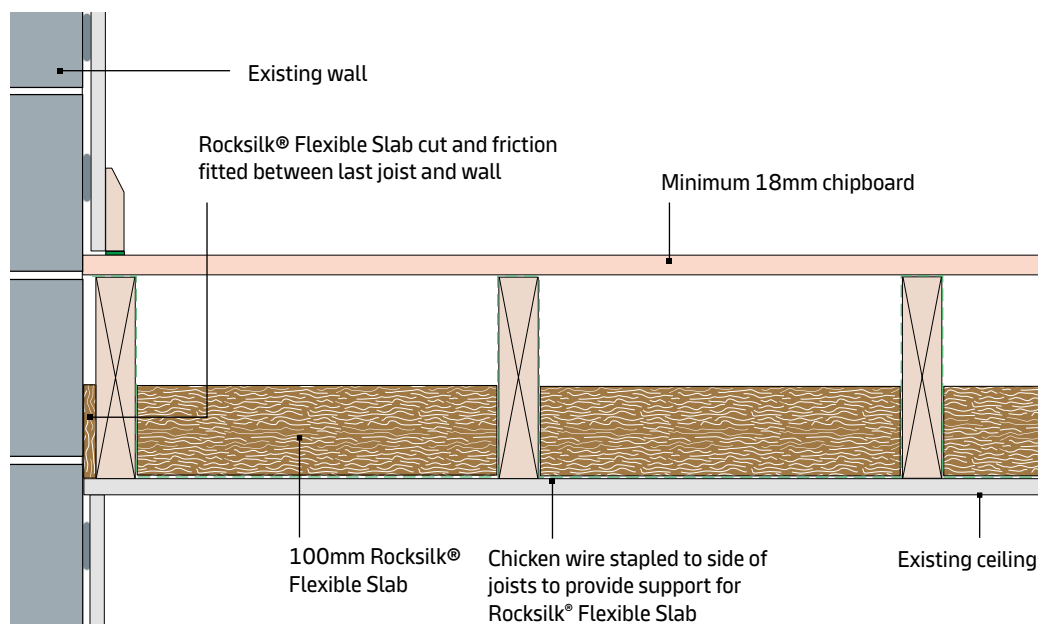 Existing wall
Rocksilk® Flexible Slab cut and friction
fitted between last joist and wall
Minimum 18mm chipboard
100mm Rocksilk®
Flexible Slab
Chicken wire stapled to side of
joists to provide support for
Rocksilk® Flexible Slab
Existing ceiling